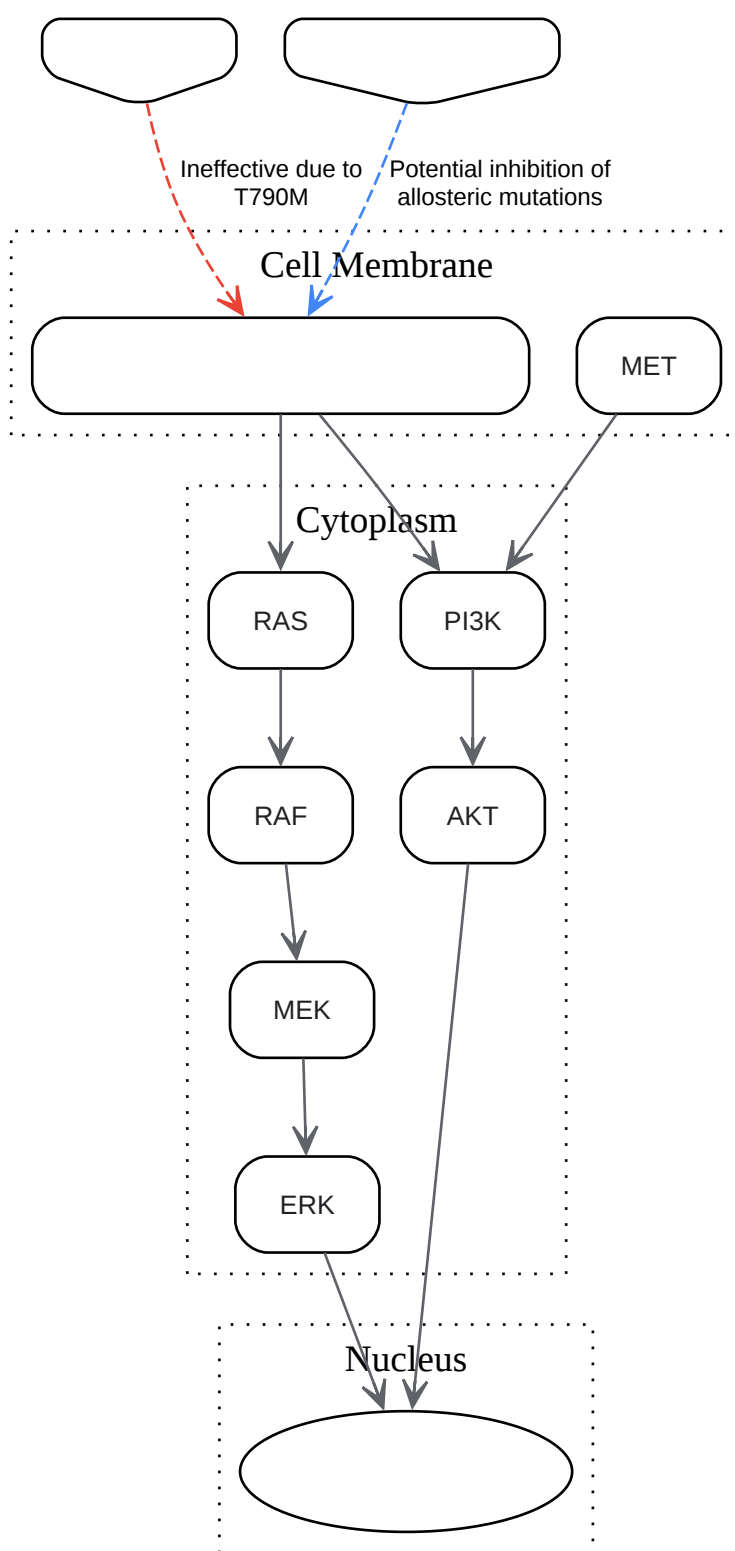 Ineffective due to
T790M
Potential inhibition of
allosteric mutations
Cell Membrane
MET
Cytoplasm
RAS
PI3K
RAF
AKT
MEK
ERK
Nucleus